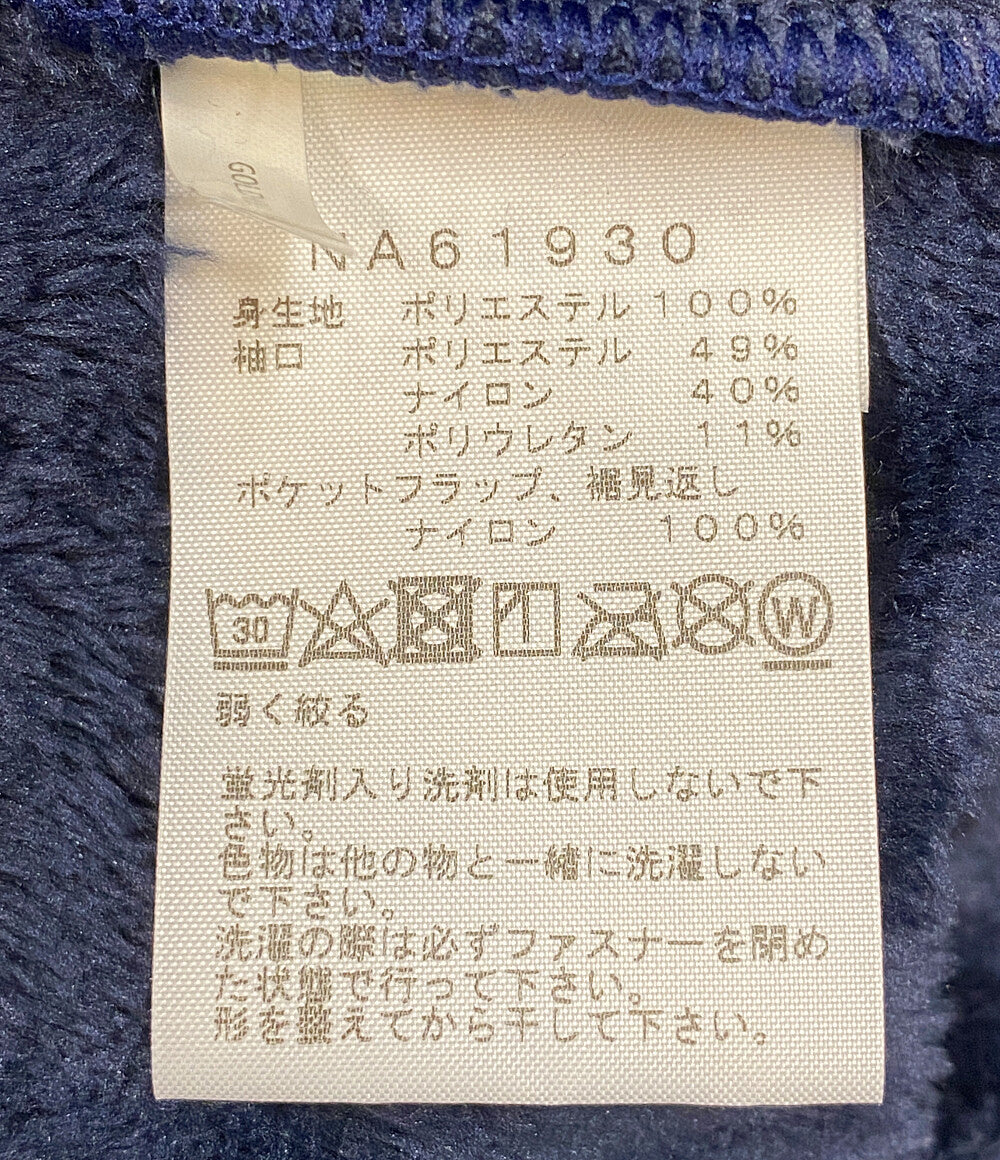 GOLD
NA61930
身生地 ポリエステル 100%
袖口 ポリエステル 49%
ナイロン 40%
ポリウレタン 11%
ポケットフラップ、裾見返し
ナイロン 100%
30 W
弱く絞る
蛍光剤入り洗剤は使用しないで下
さい。
色物は他の物と一緒に洗濯しない
で下さい。
洗濯の際は必ずファスナーを閉め
た状態で行って下さい。
形を整えてから干して下さい。